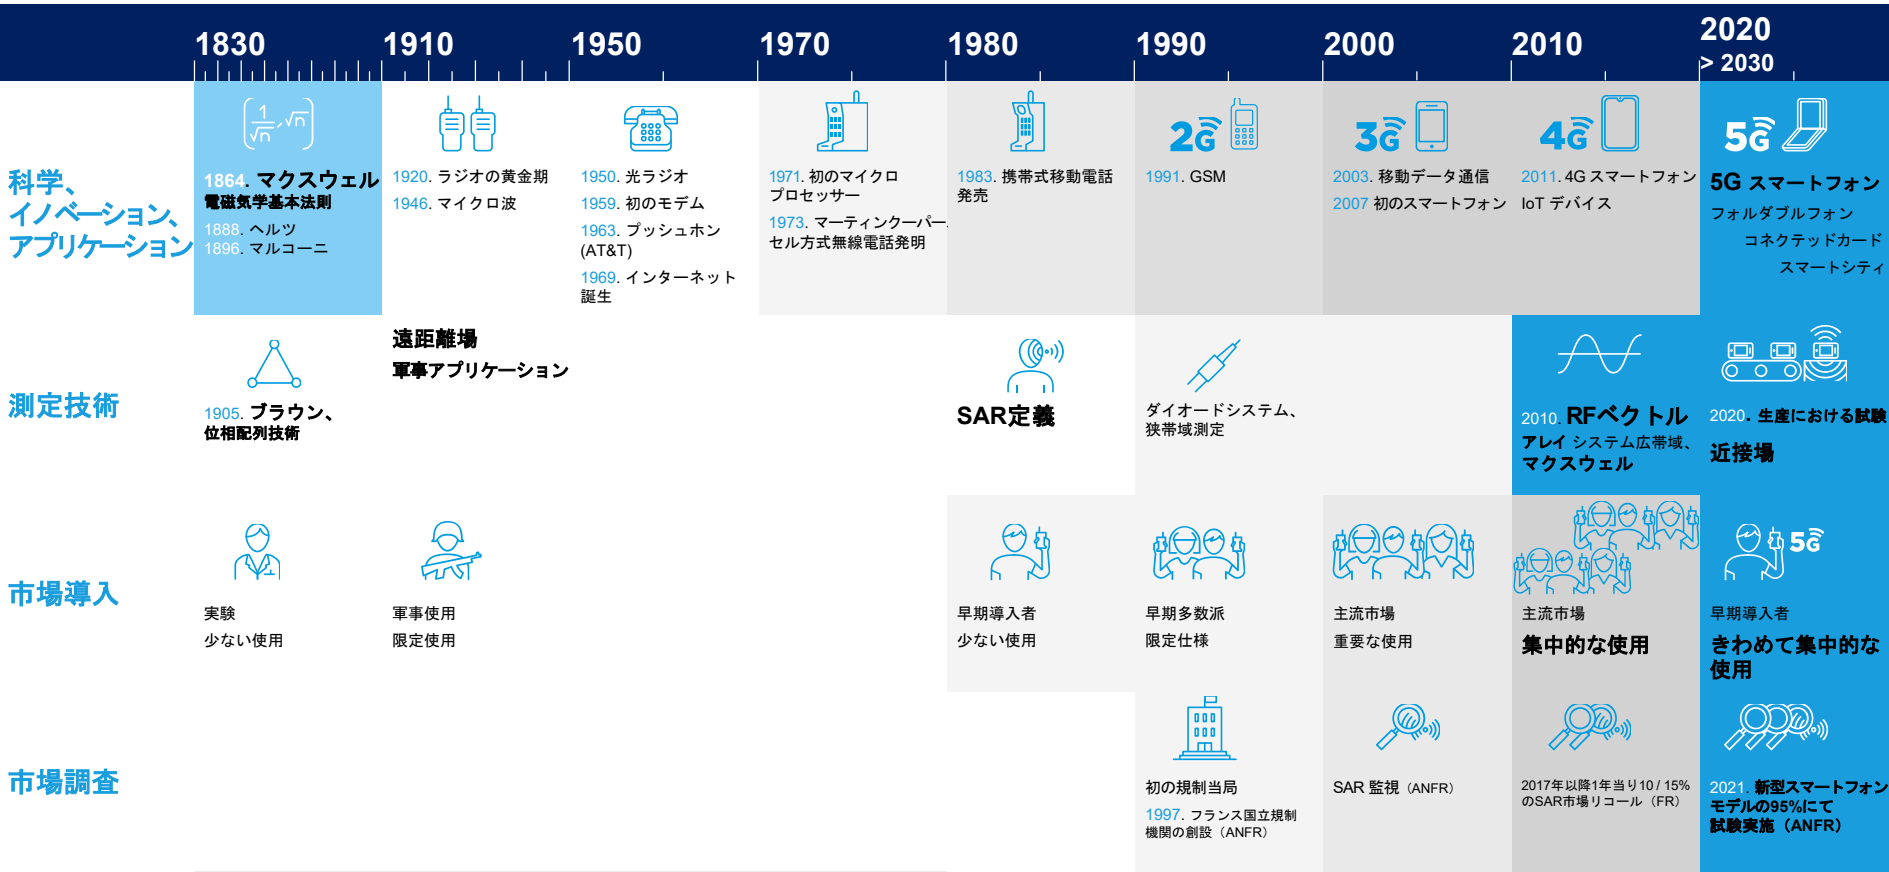 1830
1910
1950
1970
1980
1990
2000
2010
2020
> 2030
科学、
イノベーション、
アプリケーション
(1/√n, √n)
1864. マクスウェル
電磁気学基本法則
1888. ヘルツ
1896. マルコーニ
1920. ラジオの黄金期
1946. マイクロ波
1950. 光ラジオ
1959. 初のモデム
1963. プッシュホン
(AT&T)
1969. インターネット
誕生
1971. 初のマイクロ
プロセッサー
1973. マーティンクーパー、
セル方式無線電話発明
1983. 携帯式移動電話
発売
2G
1991. GSM
3G
2003. 移動データ通信
2007 初のスマートフォン
4G
2011. 4G スマートフォン
IoT デバイス
5G
5G スマートフォン
フォルダブルフォン
コネクテッドカード
スマートシティ
測定技術
1905. ブラウン、
位相配列技術
遠距離場
軍事アプリケーション
SAR定義
ダイオードシステム、
狭帯域測定
2010. RFベクトル
アレイ システム広帯域、
マクスウェル
2020. 生産における試験
近接場
市場導入
実験
少ない使用
軍事使用
限定使用
早期導入者
少ない使用
早期多数派
限定仕様
主流市場
重要な使用
主流市場
集中的な使用
5G
早期導入者
きわめて集中的な
使用
市場調査
初の規制当局
1997. フランス国立規制
機関の創設（ANFR）
SAR 監視（ANFR）
2017年以降1年当り10 / 15%
のSAR市場リコール（FR）
2021. 新型スマートフォン
モデルの95%にて
試験実施（ANFR）